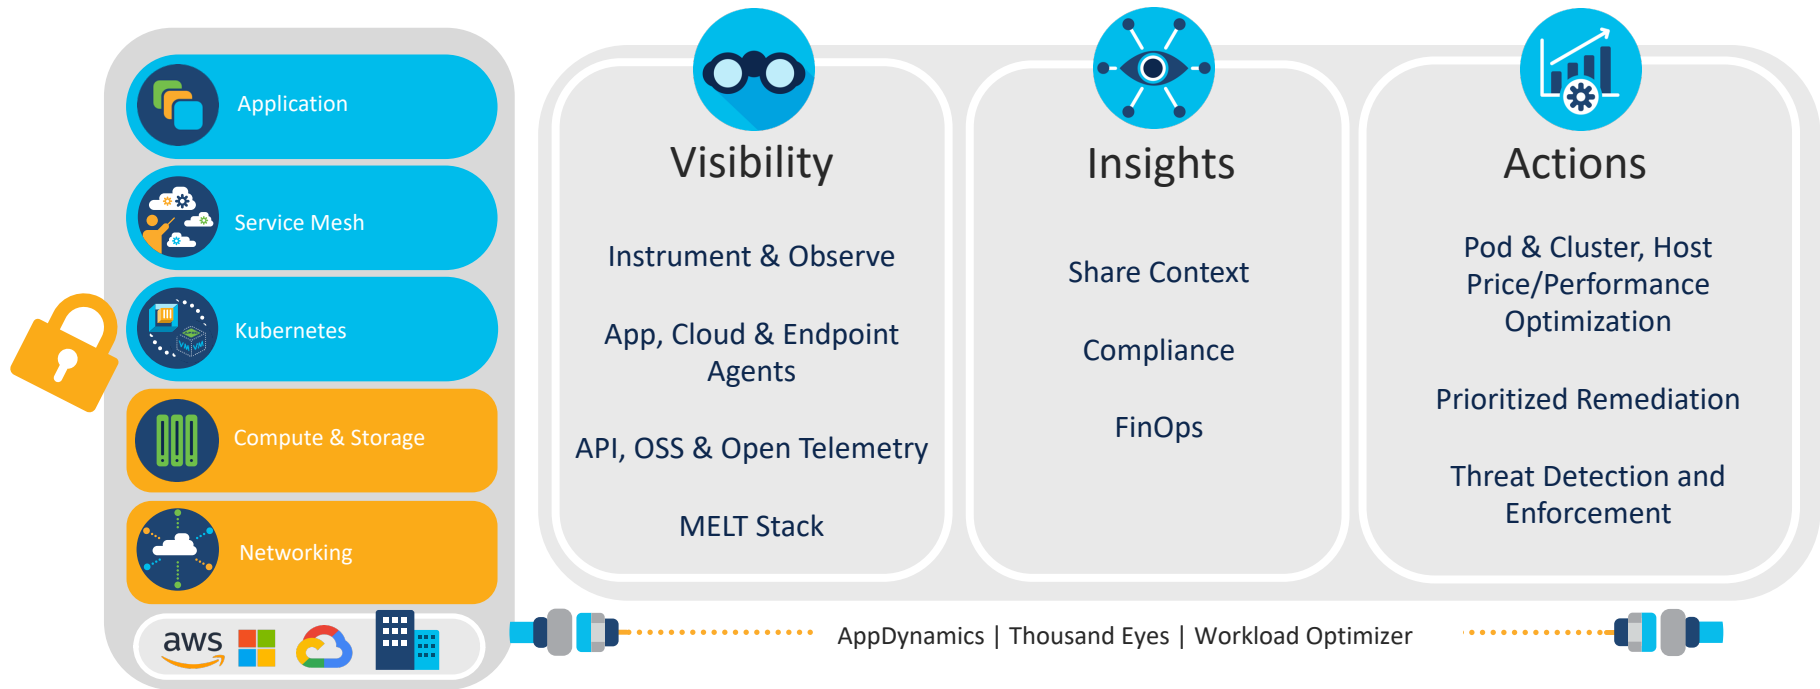 Application
Service Mesh
Kubernetes
VM VM
Compute & Storage
Networking
aws
Visibility
Instrument & Observe
App, Cloud & Endpoint
Agents
API, OSS & Open Telemetry
MELT Stack
Insights
Share Context
Compliance
FinOps
Actions
Pod & Cluster, Host
Price/Performance
Optimization
Prioritized Remediation
Threat Detection and
Enforcement
AppDynamics | Thousand Eyes | Workload Optimizer